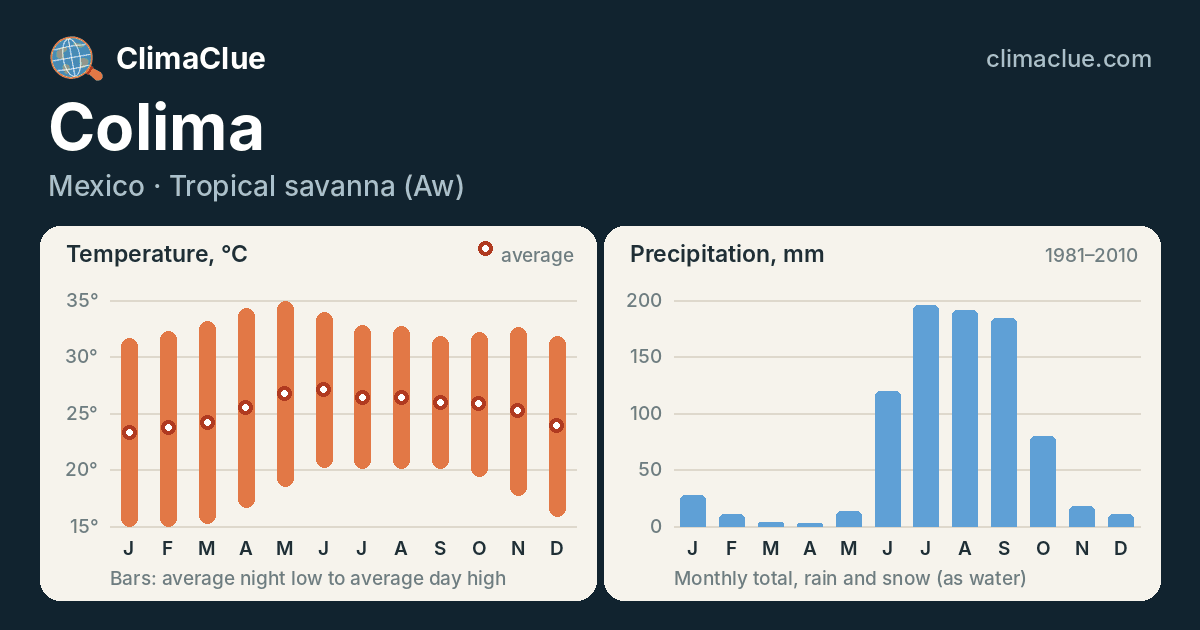 ClimaClue
climaclue.com
Colima
Mexico · Tropical savanna (Aw)
Temperature, °C
average
35°
30°
25°
20°
15°
J F M A M J J A S O N D
Bars: average night low to average day high
Precipitation, mm
1981–2010
200
150
100
50
0
J F M A M J J A S O N D
Monthly total, rain and snow (as water)